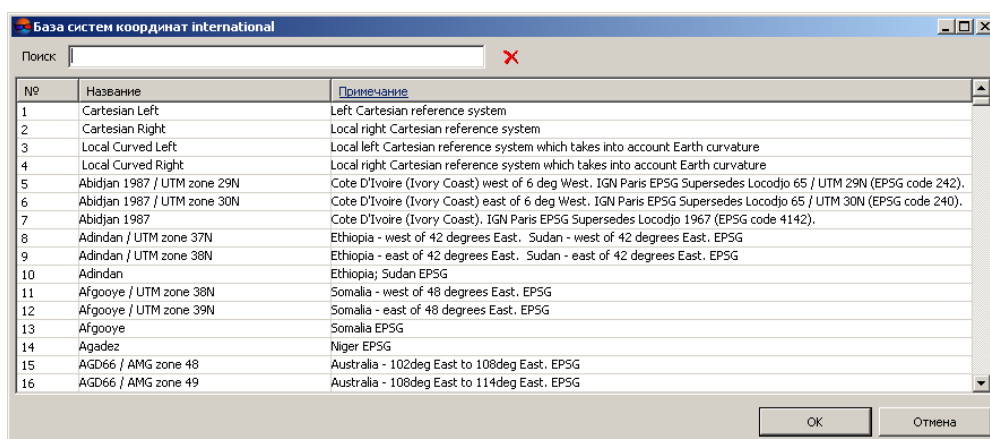 База систем координат international
Поиск
№ Название Примечание
1 Cartesian Left Left Cartesian reference system
2 Cartesian Right Local right Cartesian reference system
3 Local Curved Left Local left Cartesian reference system which takes into account Earth curvature
4 Local Curved Right Local right Cartesian reference system which takes into account Earth curvature
5 Abidjan 1987 / UTM zone 29N Cote D'Ivoire (Ivory Coast) west of 6 deg West. IGN Paris EPSG Supersedes Locodjo 65 / UTM 29N (EPSG code 242).
6 Abidjan 1987 / UTM zone 30N Cote D'Ivoire (Ivory Coast) east of 6 deg West. IGN Paris EPSG Supersedes Locodjo 65 / UTM 30N (EPSG code 240).
7 Abidjan 1987 Cote D'Ivoire (Ivory Coast). IGN Paris EPSG Supersedes Locodjo 1967 (EPSG code 4142).
8 Adindan / UTM zone 37N Ethiopia - west of 42 degrees East. Sudan - west of 42 degrees East. EPSG
9 Adindan / UTM zone 38N Ethiopia - east of 42 degrees East. Sudan - east of 42 degrees East. EPSG
10 Adindan Ethiopia; Sudan EPSG
11 Afgooye / UTM zone 38N Somalia - west of 48 degrees East. EPSG
12 Afgooye / UTM zone 39N Somalia - east of 48 degrees East. EPSG
13 Afgooye Somalia EPSG
14 Agadez Niger EPSG
15 AGD66 / AMG zone 48 Australia - 102deg East to 108deg East. EPSG
16 AGD66 / AMG zone 49 Australia - 108deg East to 114deg East. EPSG
OK Отмена